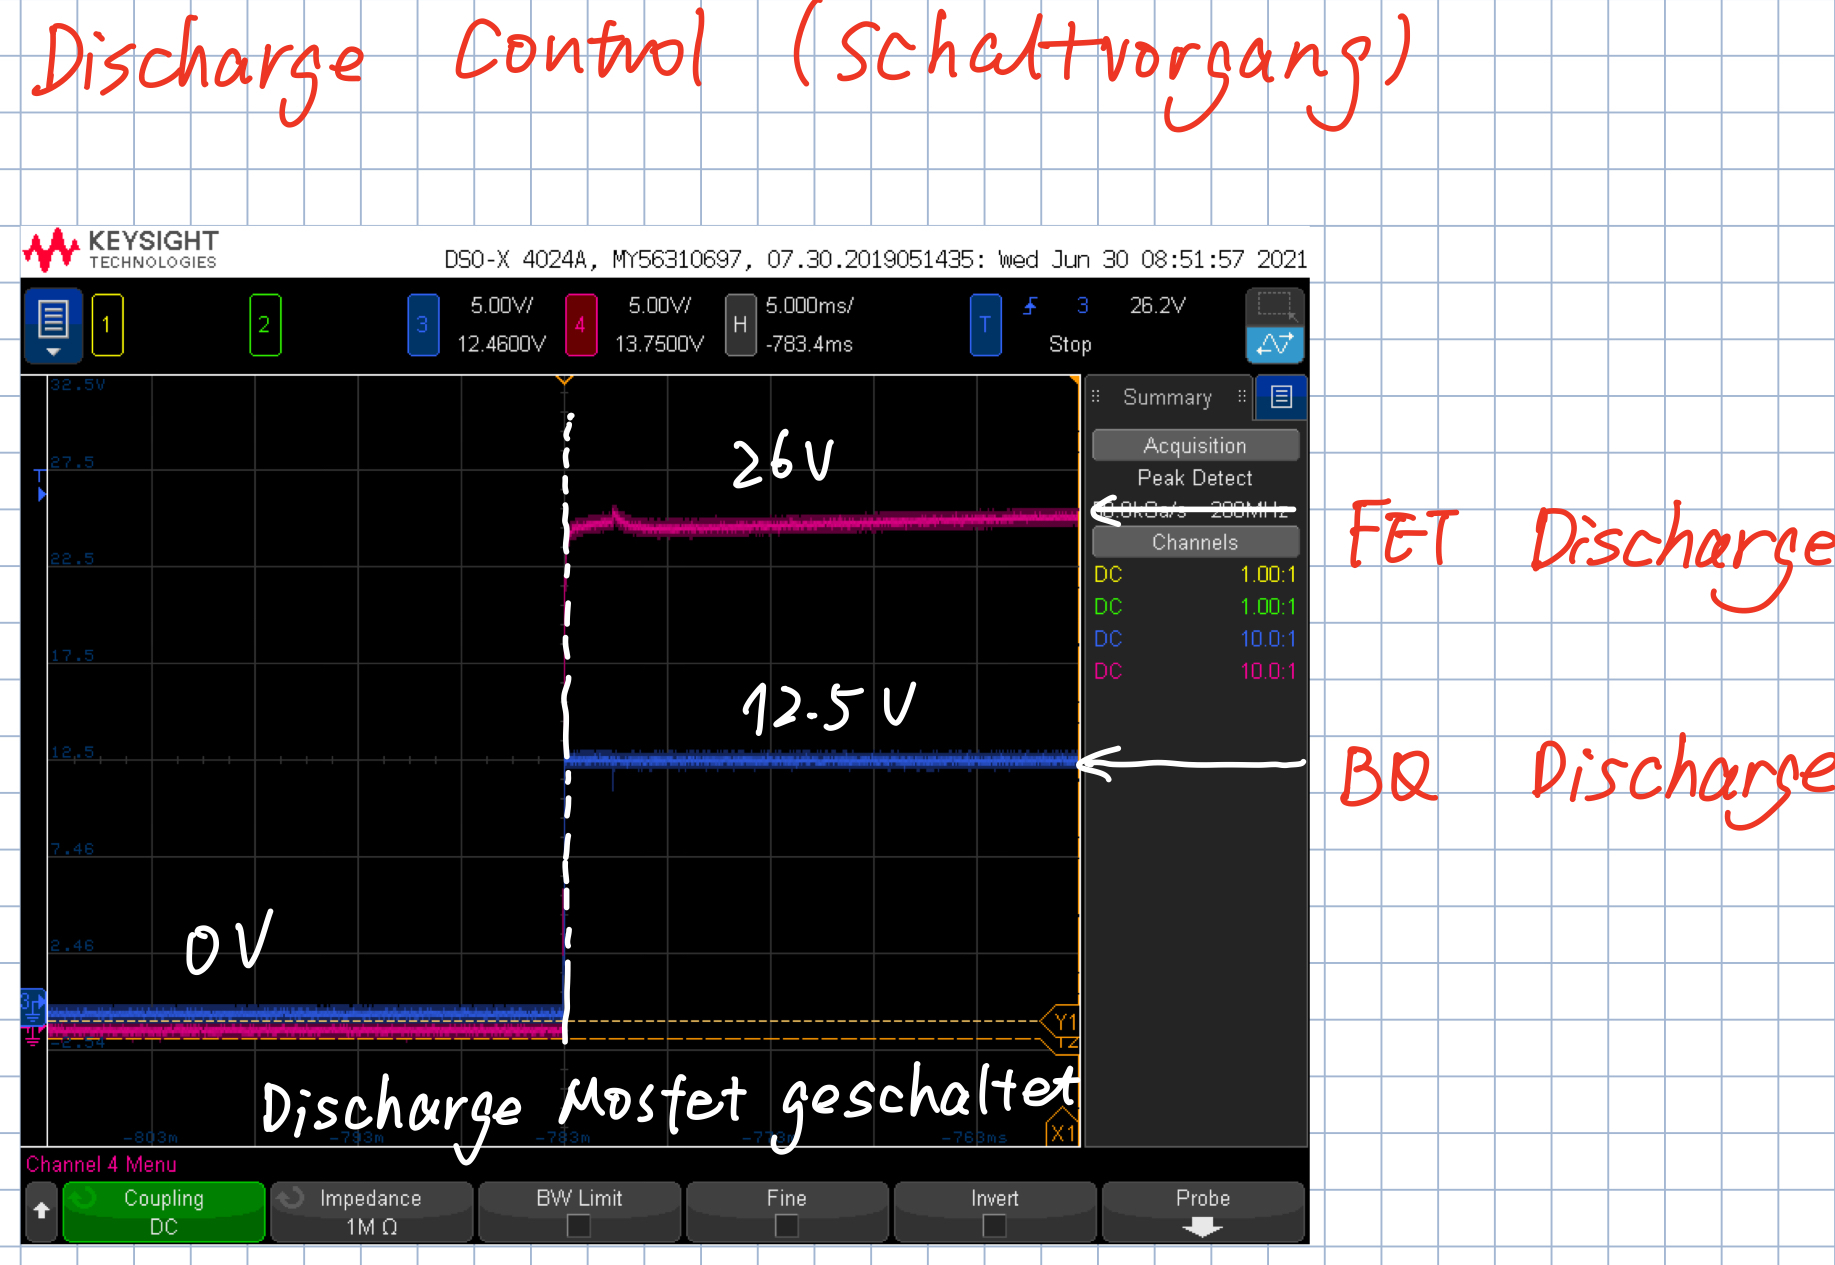 Discharge Control (Schaltvorgang)
KEYSIGHT
TECHNOLOGIES
DSO-X 4024A, MY56310697, 07.30.2019051435: Wed Jun 30 08:51:57 2021
1
2
3 5.00V/ 12.4600V
4 5.00V/ 13.7500V
H 5.000ms/ -783.4ms
T 3 26.2V
Stop
32.5V
27.5
22.5
17.5
12.5
7.46
2.46
-2.54
T
26V
12.5V
0V
Discharge Mosfet geschaltet
-803m -793m -783m -773m -763ms
Y1
Y2
X1
Summary
Acquisition
Peak Detect
200MHz
Channels
DC 1.00:1
DC 1.00:1
DC 10.0:1
DC 10.0:1
FET Discharge
BQ Discharge
Channel 4 Menu
Coupling
DC
Impedance
1M Ω
BW Limit
Fine
Invert
Probe